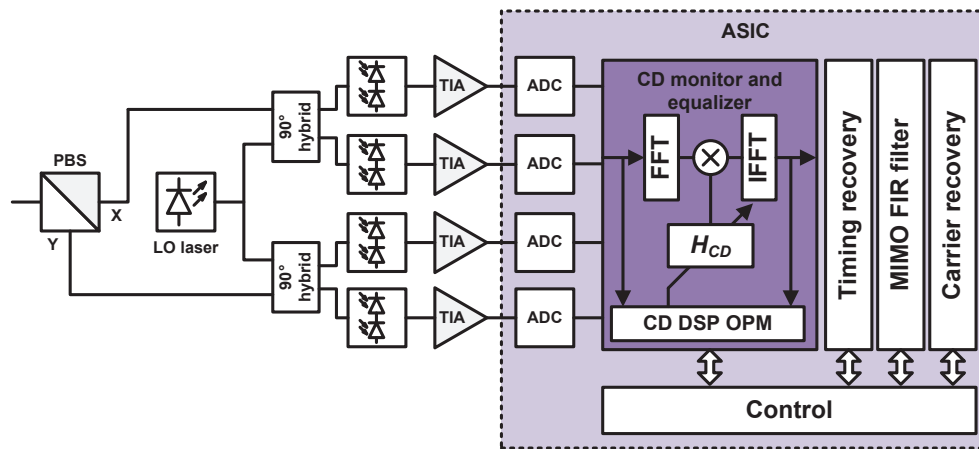 ASIC
CD monitor and
equalizer
PBS
X
Y
LO laser
90°
hybrid
90°
hybrid
TIA
TIA
TIA
TIA
ADC
ADC
ADC
ADC
FFT
IFFT
HCD
CD DSP OPM
Timing recovery
MIMO FIR filter
Carrier recovery
Control